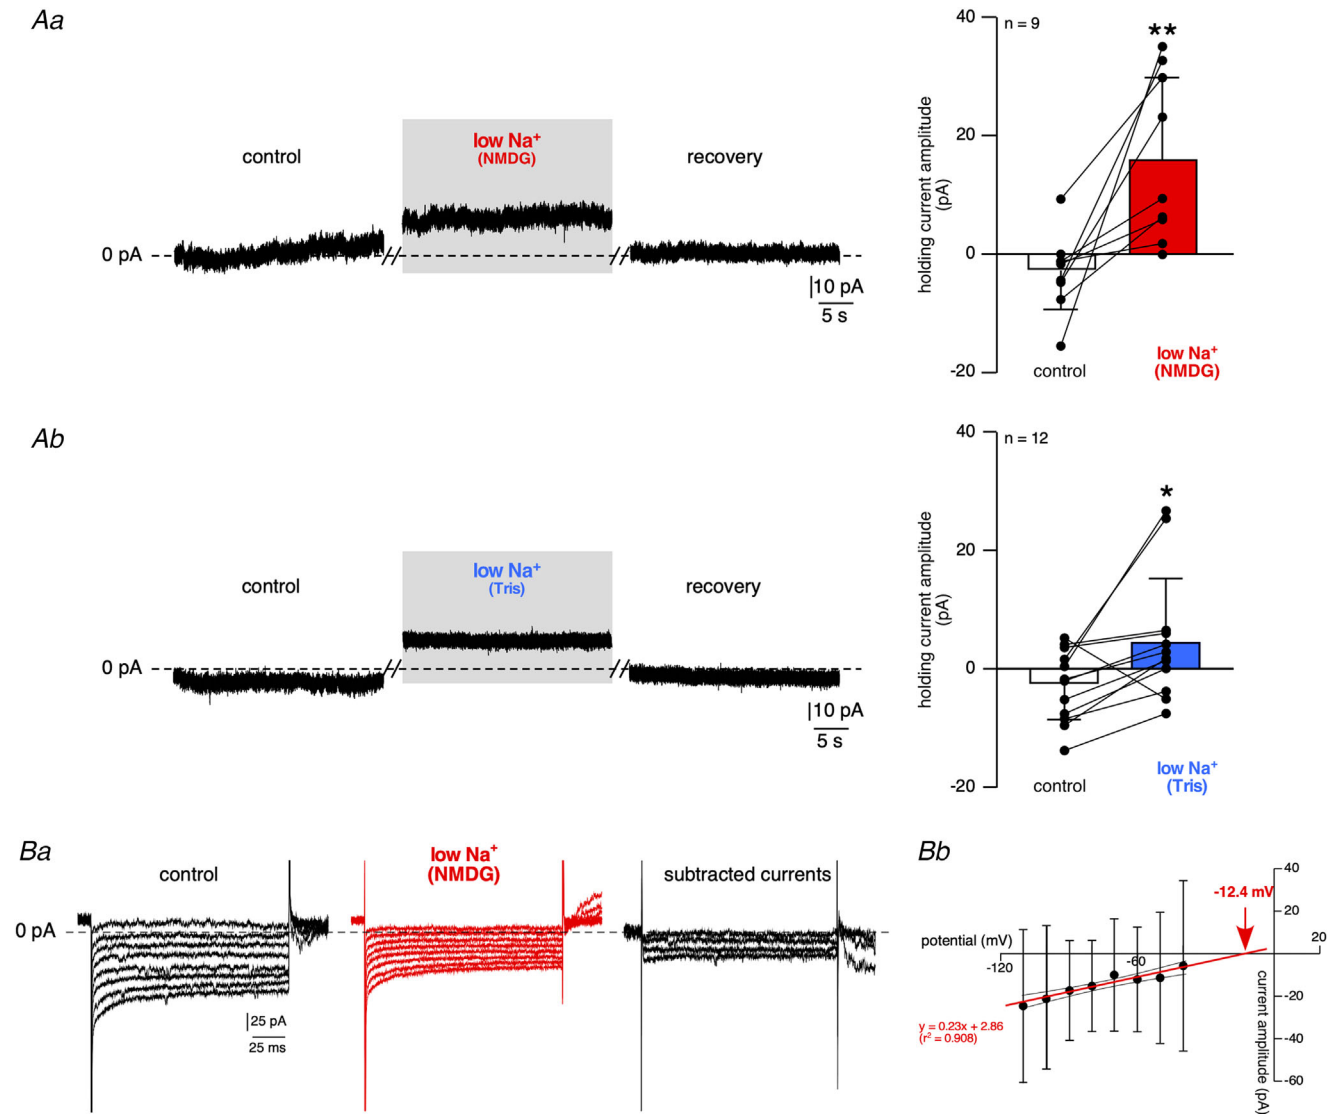 Aa
control
low Na⁺
(NMDG)
recovery
0 pA
10 pA
5 s
40
20
0
-20
n = 9
**
holding current amplitude
(pA)
control
low Na⁺
(NMDG)
Ab
control
low Na⁺
(Tris)
recovery
0 pA
10 pA
5 s
40
20
0
-20
n = 12
*
holding current amplitude
(pA)
control
low Na⁺
(Tris)
Ba
control
low Na⁺
(NMDG)
subtracted currents
0 pA
25 pA
25 ms
Bb
-12.4 mV
potential (mV)
-120
-60
20
40
20
-20
-40
-60
current amplitude (pA)
y = 0.23x + 2.86
(r² = 0.908)